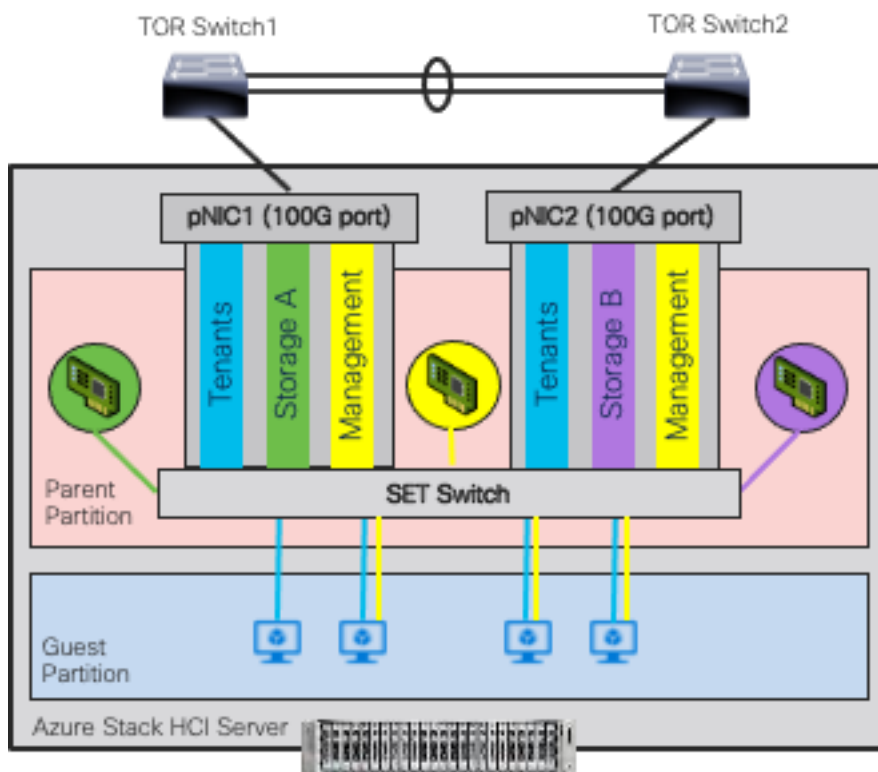 TOR Switch1
TOR Switch2
pNIC1 (100G port)
pNIC2 (100G port)
Tenants
Storage A
Management
Tenants
Storage B
Management
SET Switch
Parent
Partition
Guest
Partition
Azure Stack HCI Server